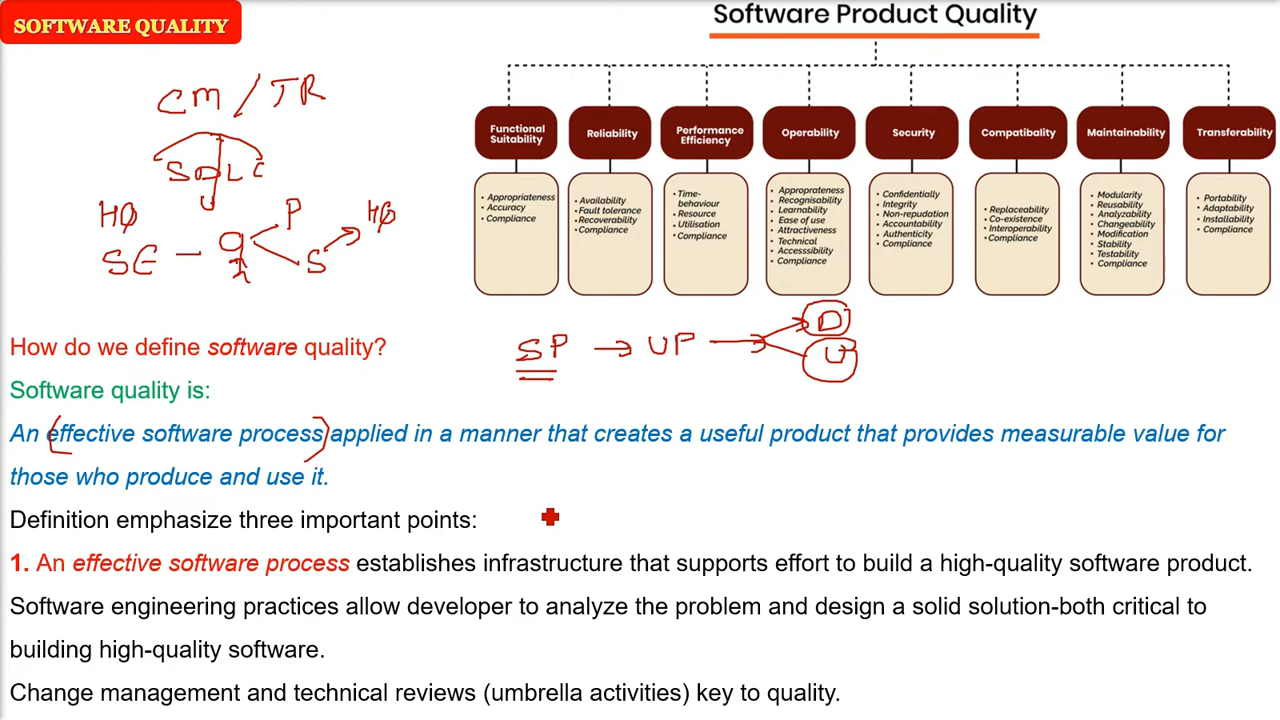 SOFTWARE QUALITY
Software Product Quality
CM / TR
SDLC
HQ
P
HQ
SE - q
S
Functional
Suitability
• Appropriateness
• Accuracy
• Compliance
Reliability
• Availability
• Fault tolerance
• Recoverability
• Compliance
Performance
Efficiency
• Time-
behaviour
• Resource
• Utilisation
• Compliance
Operability
• Approprateness
• Recognisability
• Learnability
• Ease of use
• Attractiveness
• Technical
• Accesssibility
• Compliance
Security
• Confidentially
• Integrity
• Non-repudation
• Accountability
• Authenticity
• Compliance
Compatibality
• Replaceability
• Co-existence
• Interoperability
• Compliance
Maintainability
• Modularity
• Reusability
• Analyzability
• Changeability
• Modification
• Stability
• Testability
• Compliance
Transferability
• Portability
• Adaptability
• Installability
• Compliance
SP → UP → D
U
How do we define software quality?
Software quality is:
An effective software process applied in a manner that creates a useful product that provides measurable value for
those who produce and use it.
Definition emphasize three important points:
1. An effective software process establishes infrastructure that supports effort to build a high-quality software product.
Software engineering practices allow developer to analyze the problem and design a solid solution-both critical to
building high-quality software.
Change management and technical reviews (umbrella activities) key to quality.